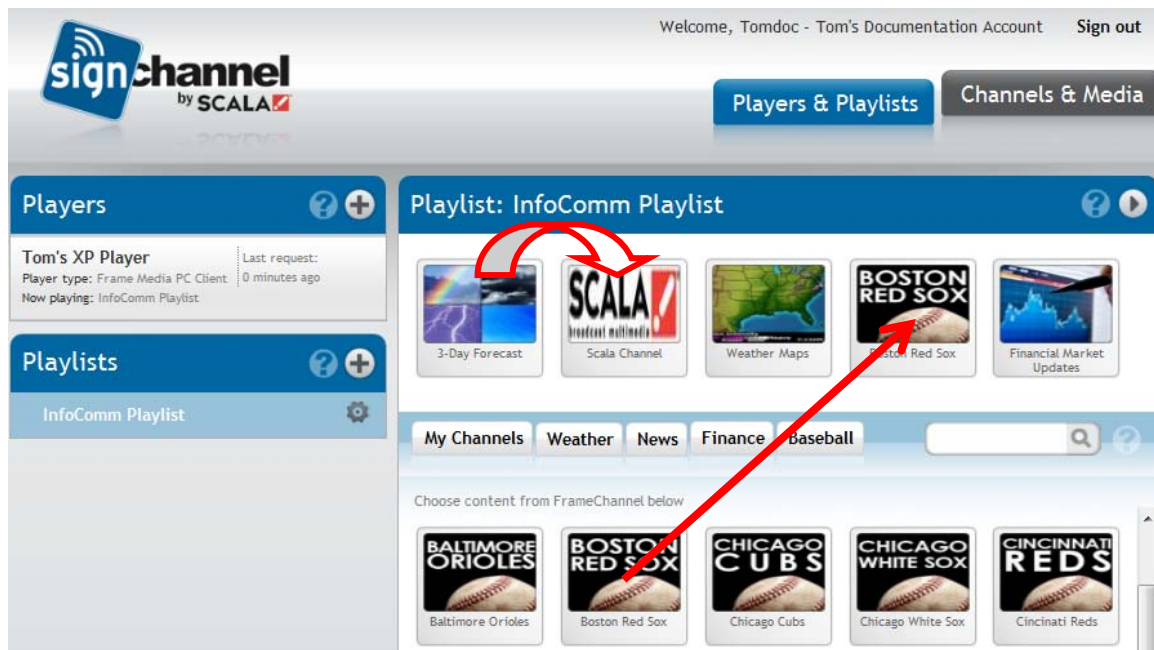 Welcome, Tomdoc - Tom's Documentation Account Sign out
signchannel
by SCALA
Players & Playlists
Channels & Media
Players
Tom's XP Player
Player type: Frame Media PC Client
Now playing: InfoComm Playlist
Last request:
0 minutes ago
Playlists
InfoComm Playlist
Playlist: InfoComm Playlist
SCALA
broadcast multimedia
BOSTON
RED SOX
3-Day Forecast
Scala Channel
Weather Maps
Boston Red Sox
Financial Market
Updates
My Channels Weather News Finance Baseball
Choose content from FrameChannel below
BALTIMORE
ORIOLES
BOSTON
RED SOX
CHICAGO
CUBS
CHICAGO
WHITE SOX
CINCINNATI
REDS
Baltimore Orioles
Boston Red Sox
Chicago Cubs
Chicago White Sox
Cincinati Reds